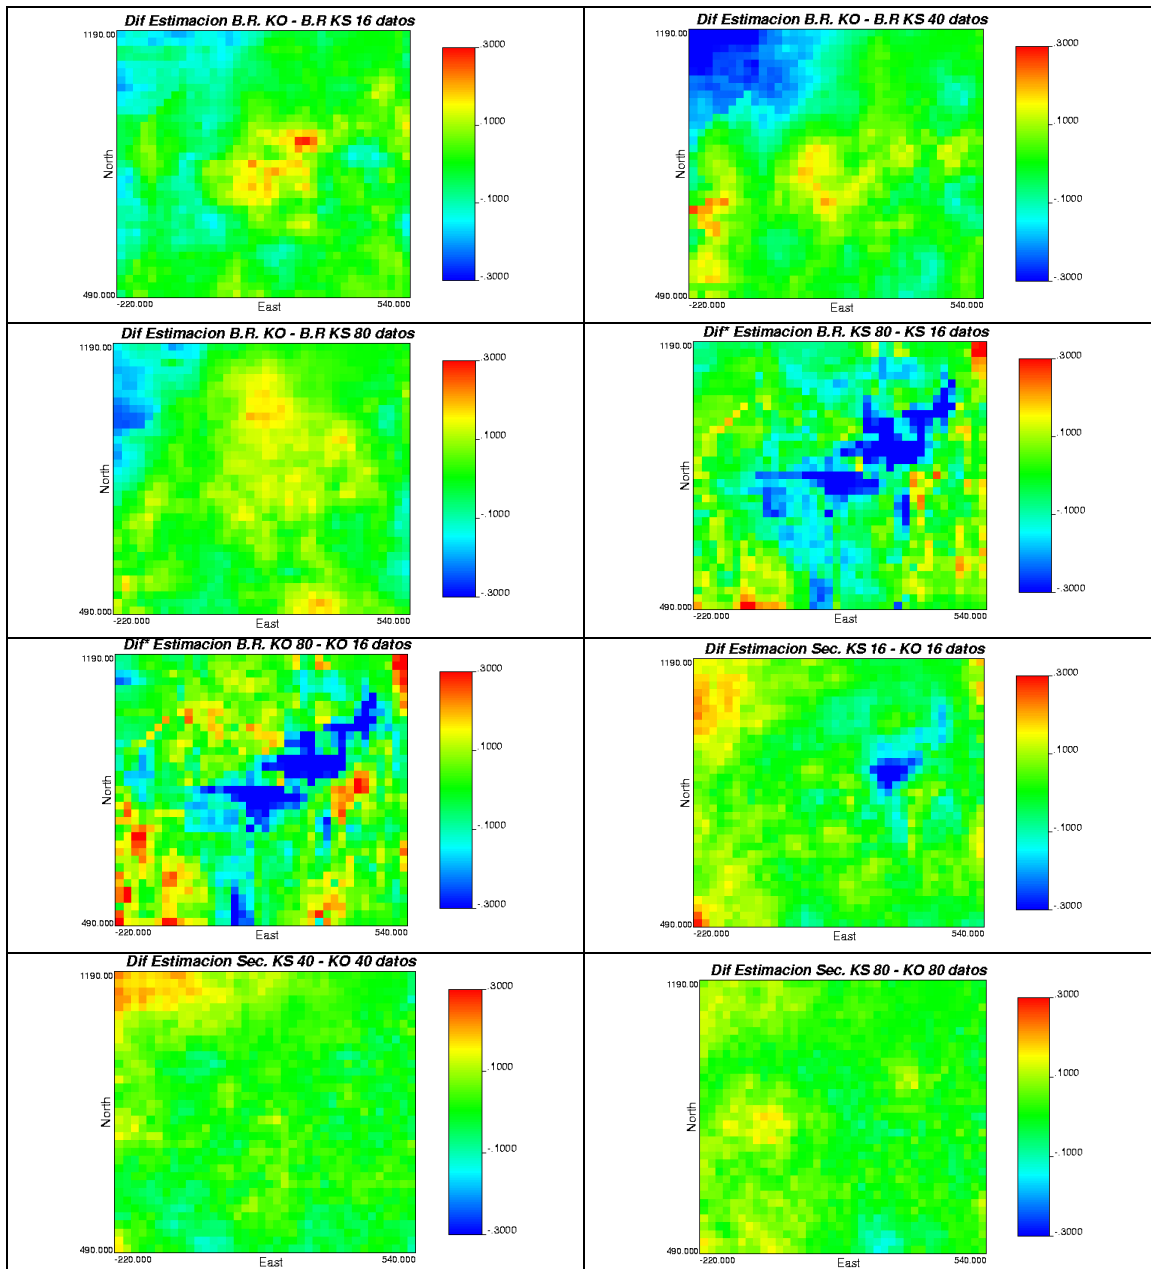 Dif Estimacion B.R. KO - B.R KS 16 datos
1190.00
.3000
.1000
North
-.1000
-.3000
490.000
-220.000
East
540.000
Dif Estimacion B.R. KO - B.R KS 40 datos
1190.00
.3000
.1000
North
-.1000
-.3000
490.000
-220.000
East
540.000
Dif Estimacion B.R. KO - B.R KS 80 datos
1190.00
.3000
.1000
North
-.1000
-.3000
490.000
-220.000
East
540.000
Dif* Estimacion B.R. KS 80 - KS 16 datos
1190.00
.3000
.1000
North
-.1000
-.3000
490.000
-220.000
East
540.000
Dif* Estimacion B.R. KO 80 - KO 16 datos
1190.00
.3000
.1000
North
-.1000
-.3000
490.000
-220.000
East
540.000
Dif Estimacion Sec. KS 16 - KO 16 datos
1190.00
.3000
.1000
North
-.1000
-.3000
490.000
-220.000
East
540.000
Dif Estimacion Sec. KS 40 - KO 40 datos
1190.00
.3000
.1000
North
-.1000
-.3000
490.000
-220.000
East
540.000
Dif Estimacion Sec. KS 80 - KO 80 datos
1190.00
.3000
.1000
North
-.1000
-.3000
490.000
-220.000
East
540.000